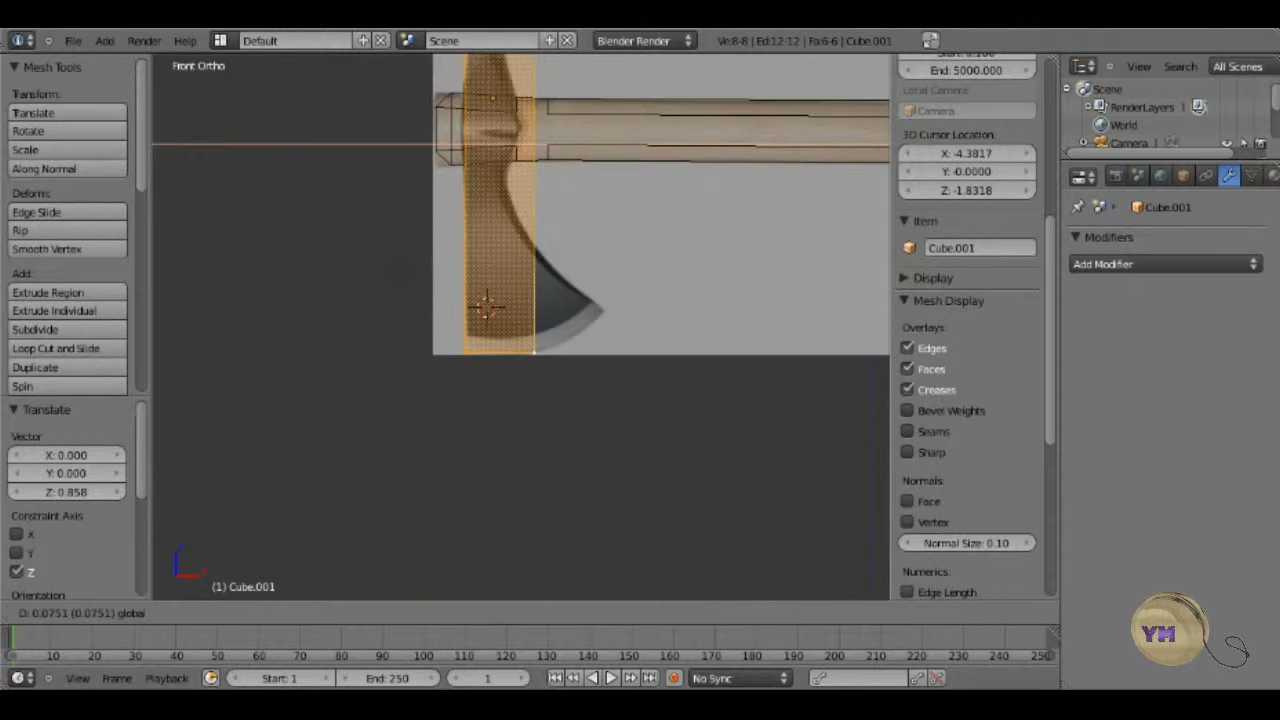 File Add Render Help Default Scene Blender Render Ve:8-8 | Ed:12-12 | Fa:6-6 | Cube.001
Mesh Tools
Transform:
Translate
Rotate
Scale
Along Normal
Deform:
Edge Slide
Rip
Smooth Vertex
Add:
Extrude Region
Extrude Individual
Subdivide
Loop Cut and Slide
Duplicate
Spin
Translate
Vector
X: 0.000
Y: 0.000
Z: 0.858
Constraint Axis
X
Y
Z
Orientation
Front Ortho
(1) Cube.001
D: 0.0751 (0.0751) global
End: 5000.000
Local Camera:
Camera
3D Cursor Location:
X: -4.3817
Y: -0.0000
Z: -1.8318
Item
Cube.001
Display
Mesh Display
Overlays:
Edges
Faces
Creases
Bevel Weights
Seams
Sharp
Normals:
Face
Vertex
Normal Size: 0.10
Numerics:
Edge Length
View Search All Scenes
Scene
RenderLayers
World
Camera
Cube.001
Modifiers
Add Modifier
YM
10 20 30 40 50 60 70 80 90 100 110 120 130 140 150 160 170 180 190 200 210 220 230 240 250
View Frame Playback Start: 1 End: 250 1 No Sync